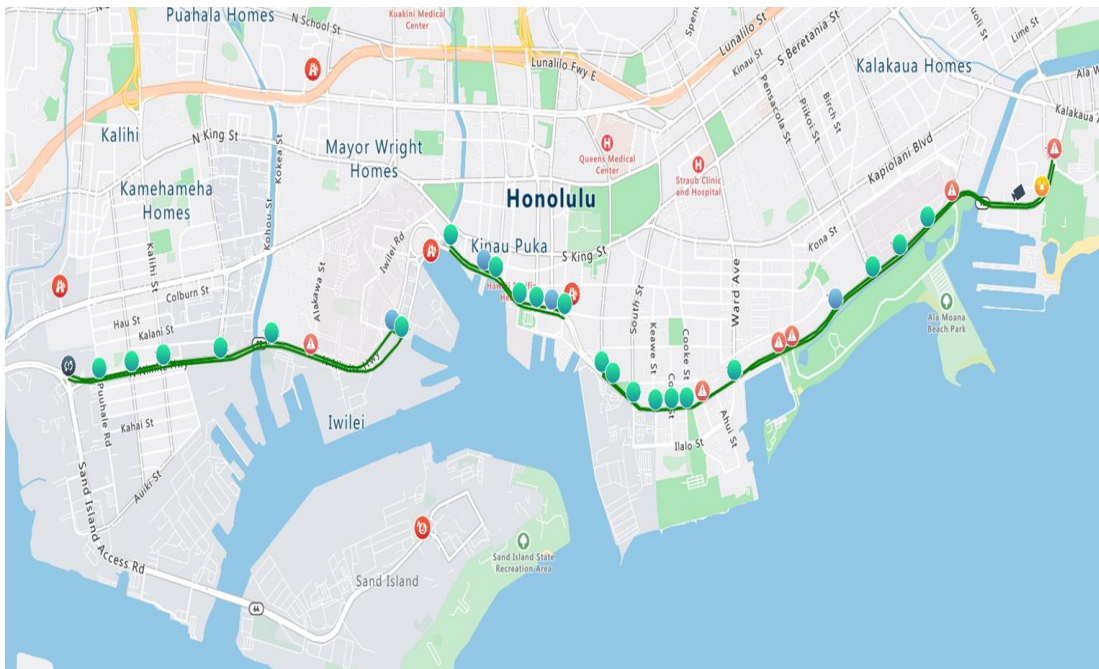 Puahala Homes
N School St
Kuakini Medical
Center
Lunalilo St
Kinau St
S Beretania St
Lime St
Kalakaua Homes
Lunalilo Fwy E
Ala W
Kalakaua A
Pensacola St
Piikoi St
Birch St
Kalihi
N King St
Kokea St
Mayor Wright
Homes
H
Queens Medical
Center
H
Straub Clinic
and Hospital
Kapiolani Blvd
Kamehameha
Homes
Honolulu
Kohou St
Kalihi St
Iwilei Rd
Kinau Puka
S King St
Kona St
Alakawa St
Colburn St
Hau St
Kalani St
South St
Ward Ave
Keawe St
Cooke St
Ala Moana
Beach Park
Puuhale Rd
Kahai St
Iwilei
Ahui St
Ilalo St
Auiki St
Sand Island Access Rd
Sand Island
Sand Island State
Recreation Area
64